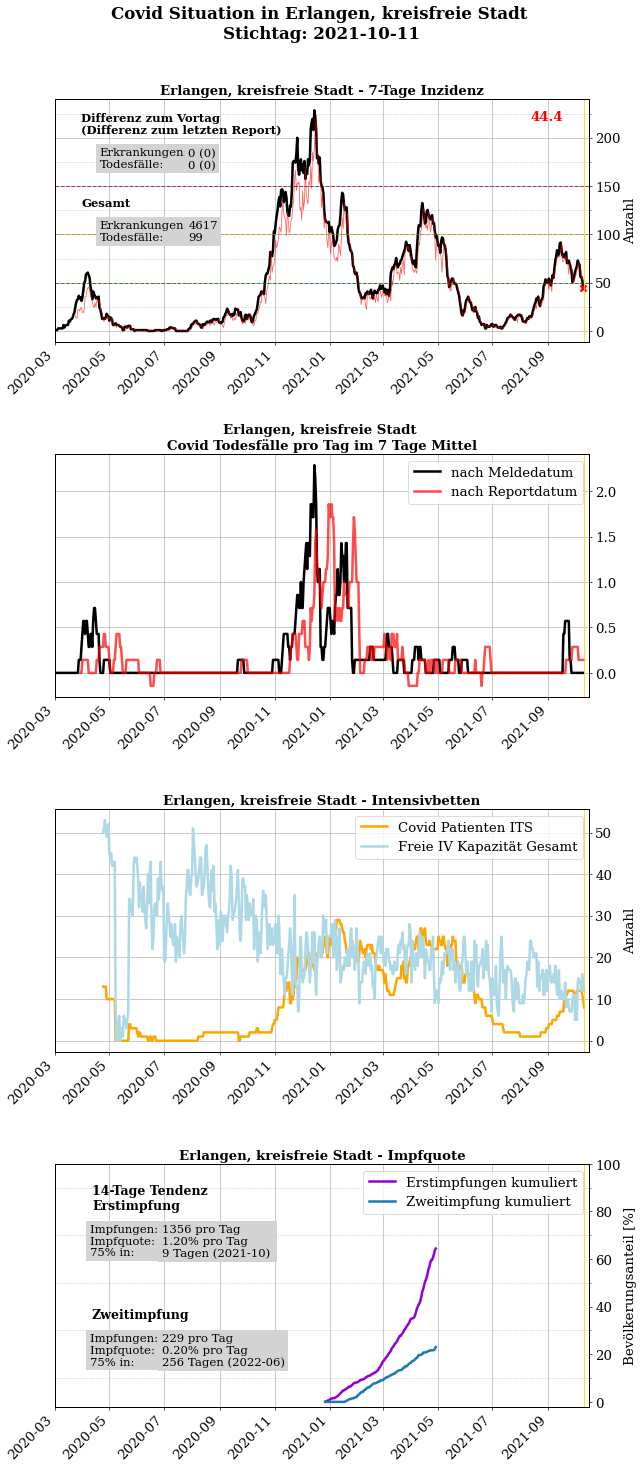 Covid Situation in Erlangen, kreisfreie Stadt
Stichtag: 2021-10-11
Erlangen, kreisfreie Stadt - 7-Tage Inzidenz
Differenz zum Vortag
(Differenz zum letzten Report)
Erkrankungen 0 (0)
Todesfälle: 0 (0)
Gesamt
Erkrankungen 4617
Todesfälle: 99
44.4
200
150
100
50
0
Anzahl
2020-03 2020-05 2020-07 2020-09 2020-11 2021-01 2021-03 2021-05 2021-07 2021-09
Erlangen, kreisfreie Stadt
Covid Todesfälle pro Tag im 7 Tage Mittel
nach Meldedatum
nach Reportdatum
2.0
1.5
1.0
0.5
0.0
2020-03 2020-05 2020-07 2020-09 2020-11 2021-01 2021-03 2021-05 2021-07 2021-09
Erlangen, kreisfreie Stadt - Intensivbetten
Covid Patienten ITS
Freie IV Kapazität Gesamt
50
40
30
20
10
0
Anzahl
2020-03 2020-05 2020-07 2020-09 2020-11 2021-01 2021-03 2021-05 2021-07 2021-09
Erlangen, kreisfreie Stadt - Impfquote
14-Tage Tendenz
Erstimpfung
Impfungen: 1356 pro Tag
Impfquote: 1.20% pro Tag
75% in: 9 Tagen (2021-10)
Zweitimpfung
Impfungen: 229 pro Tag
Impfquote: 0.20% pro Tag
75% in: 256 Tagen (2022-06)
Erstimpfungen kumuliert
Zweitimpfung kumuliert
100
80
60
40
20
0
Bevölkerungsanteil [%]
2020-03 2020-05 2020-07 2020-09 2020-11 2021-01 2021-03 2021-05 2021-07 2021-09